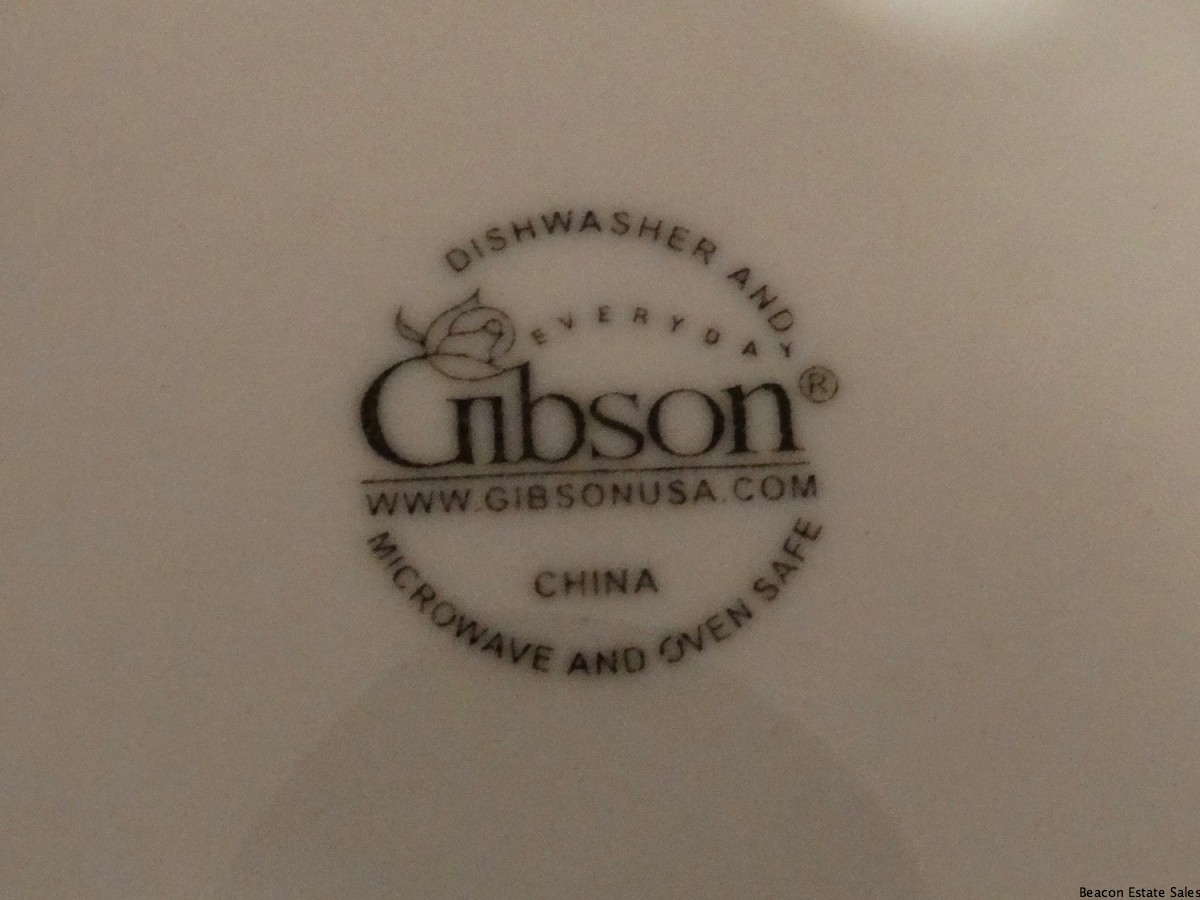 DISHWASHER AND
EVERYDAY
Gibson®
WWW.GIBSONUSA.COM
CHINA
MICROWAVE AND OVEN SAFE
Beacon Estate Sales